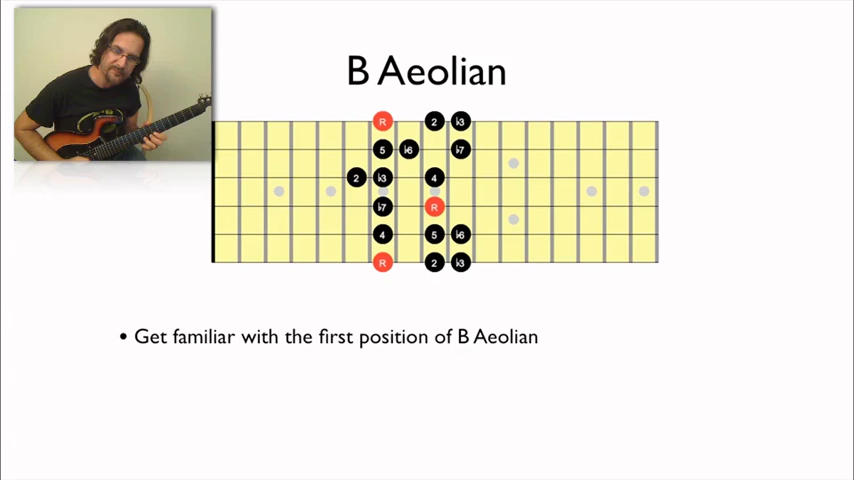 B Aeolian
R 2 ♭3
5 ♭6 ♭7
2 ♭3 4
♭7 R
4 5 ♭6
R 2 ♭3
• Get familiar with the first position of B Aeolian